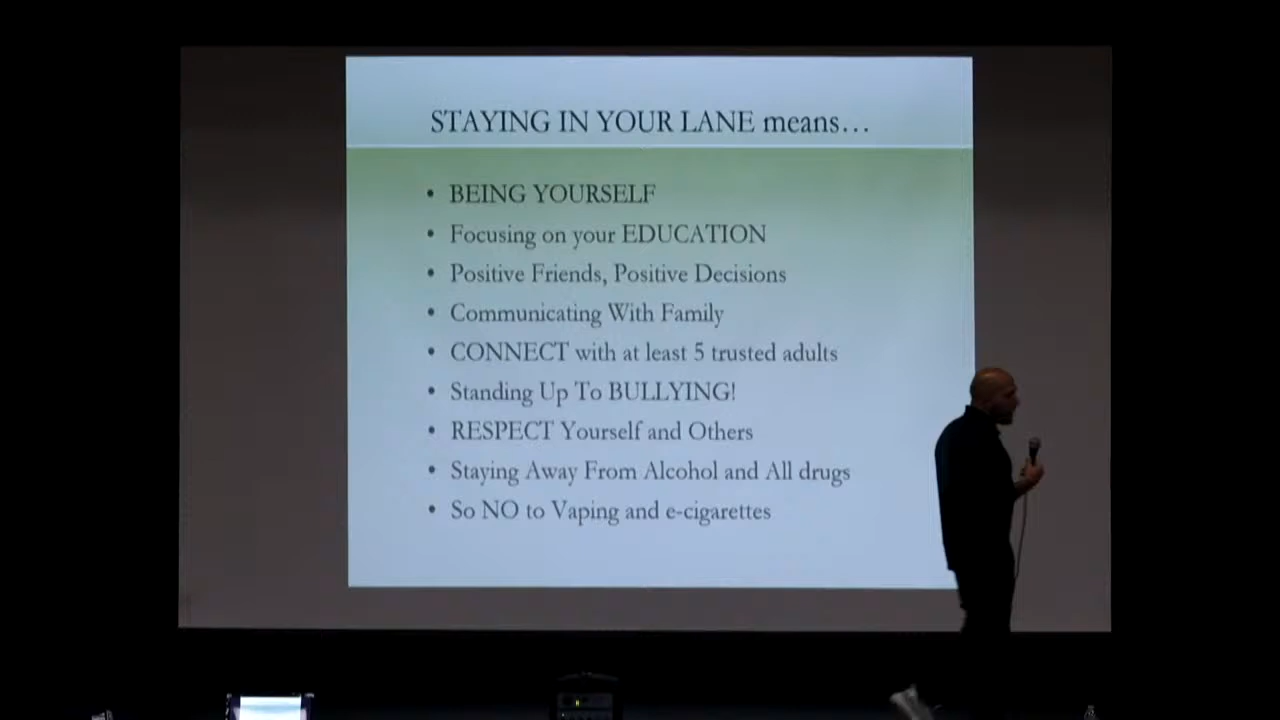 STAYING IN YOUR LANE means…
• BEING YOURSELF
• Focusing on your EDUCATION
• Positive Friends, Positive Decisions
• Communicating With Family
• CONNECT with at least 5 trusted adults
• Standing Up To BULLYING!
• RESPECT Yourself and Others
• Staying Away From Alcohol and All drugs
• So NO to Vaping and e-cigarettes